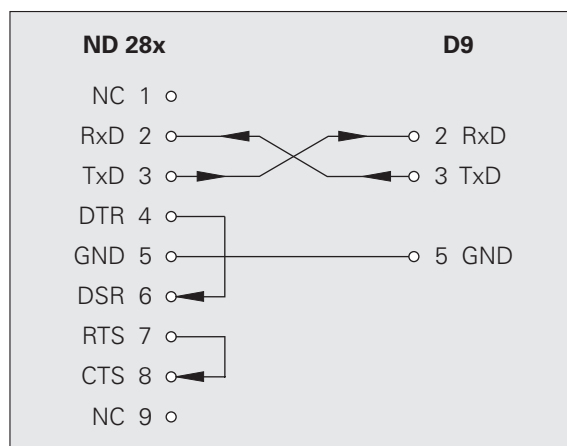 ND 28x D9
NC 1
RxD 2 2 RxD
TxD 3 3 TxD
DTR 4
GND 5 5 GND
DSR 6
RTS 7
CTS 8
NC 9